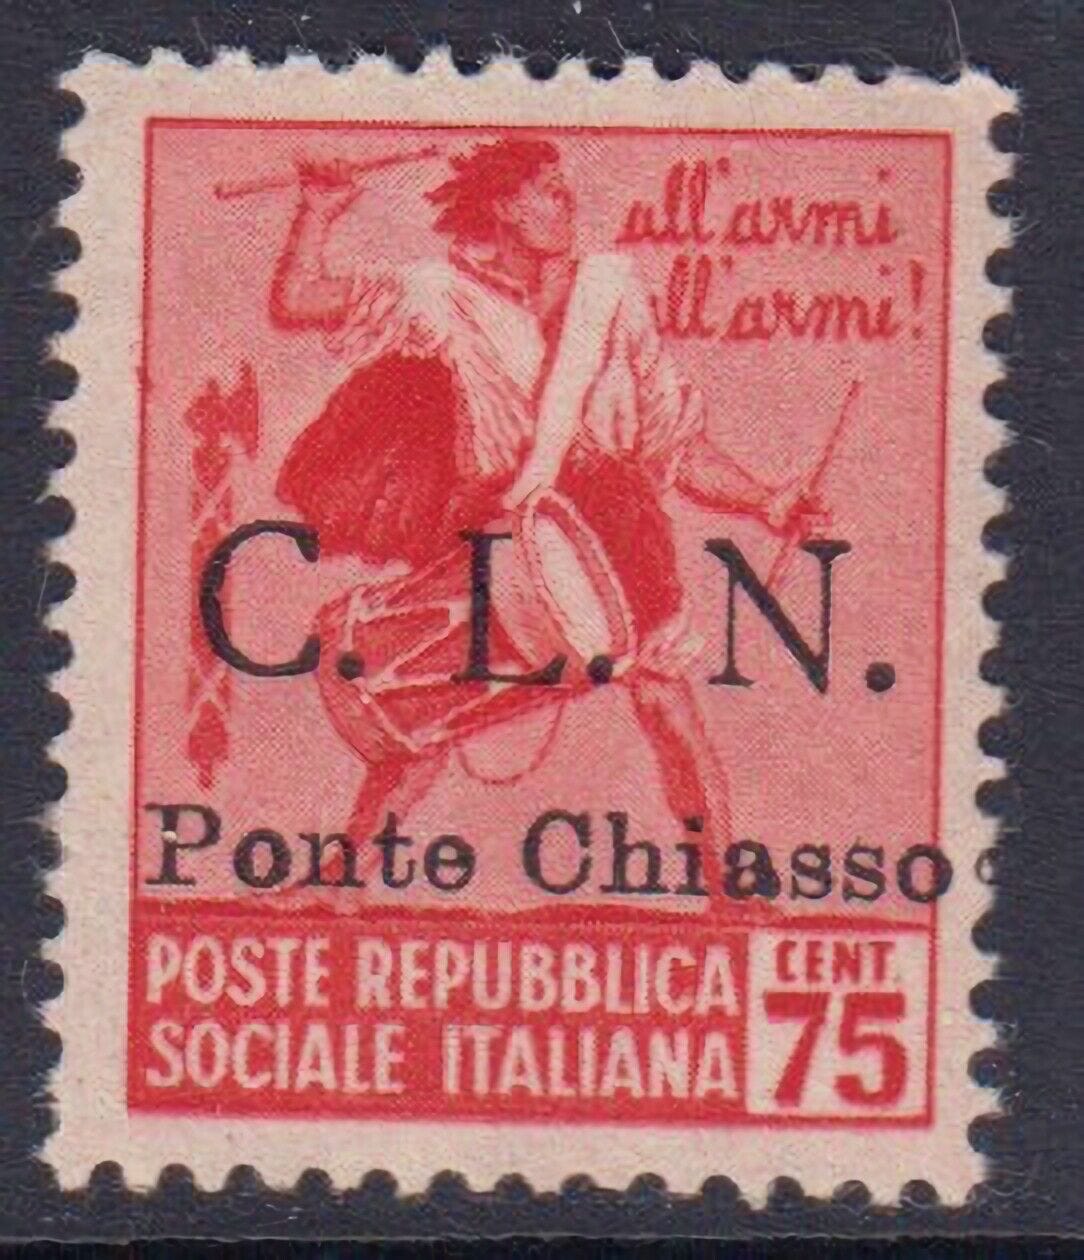 all'armi
all'armi!
C. L. N.
Ponte Chiasso
POSTE REPUBBLICA
SOCIALE ITALIANA
CENT.
75